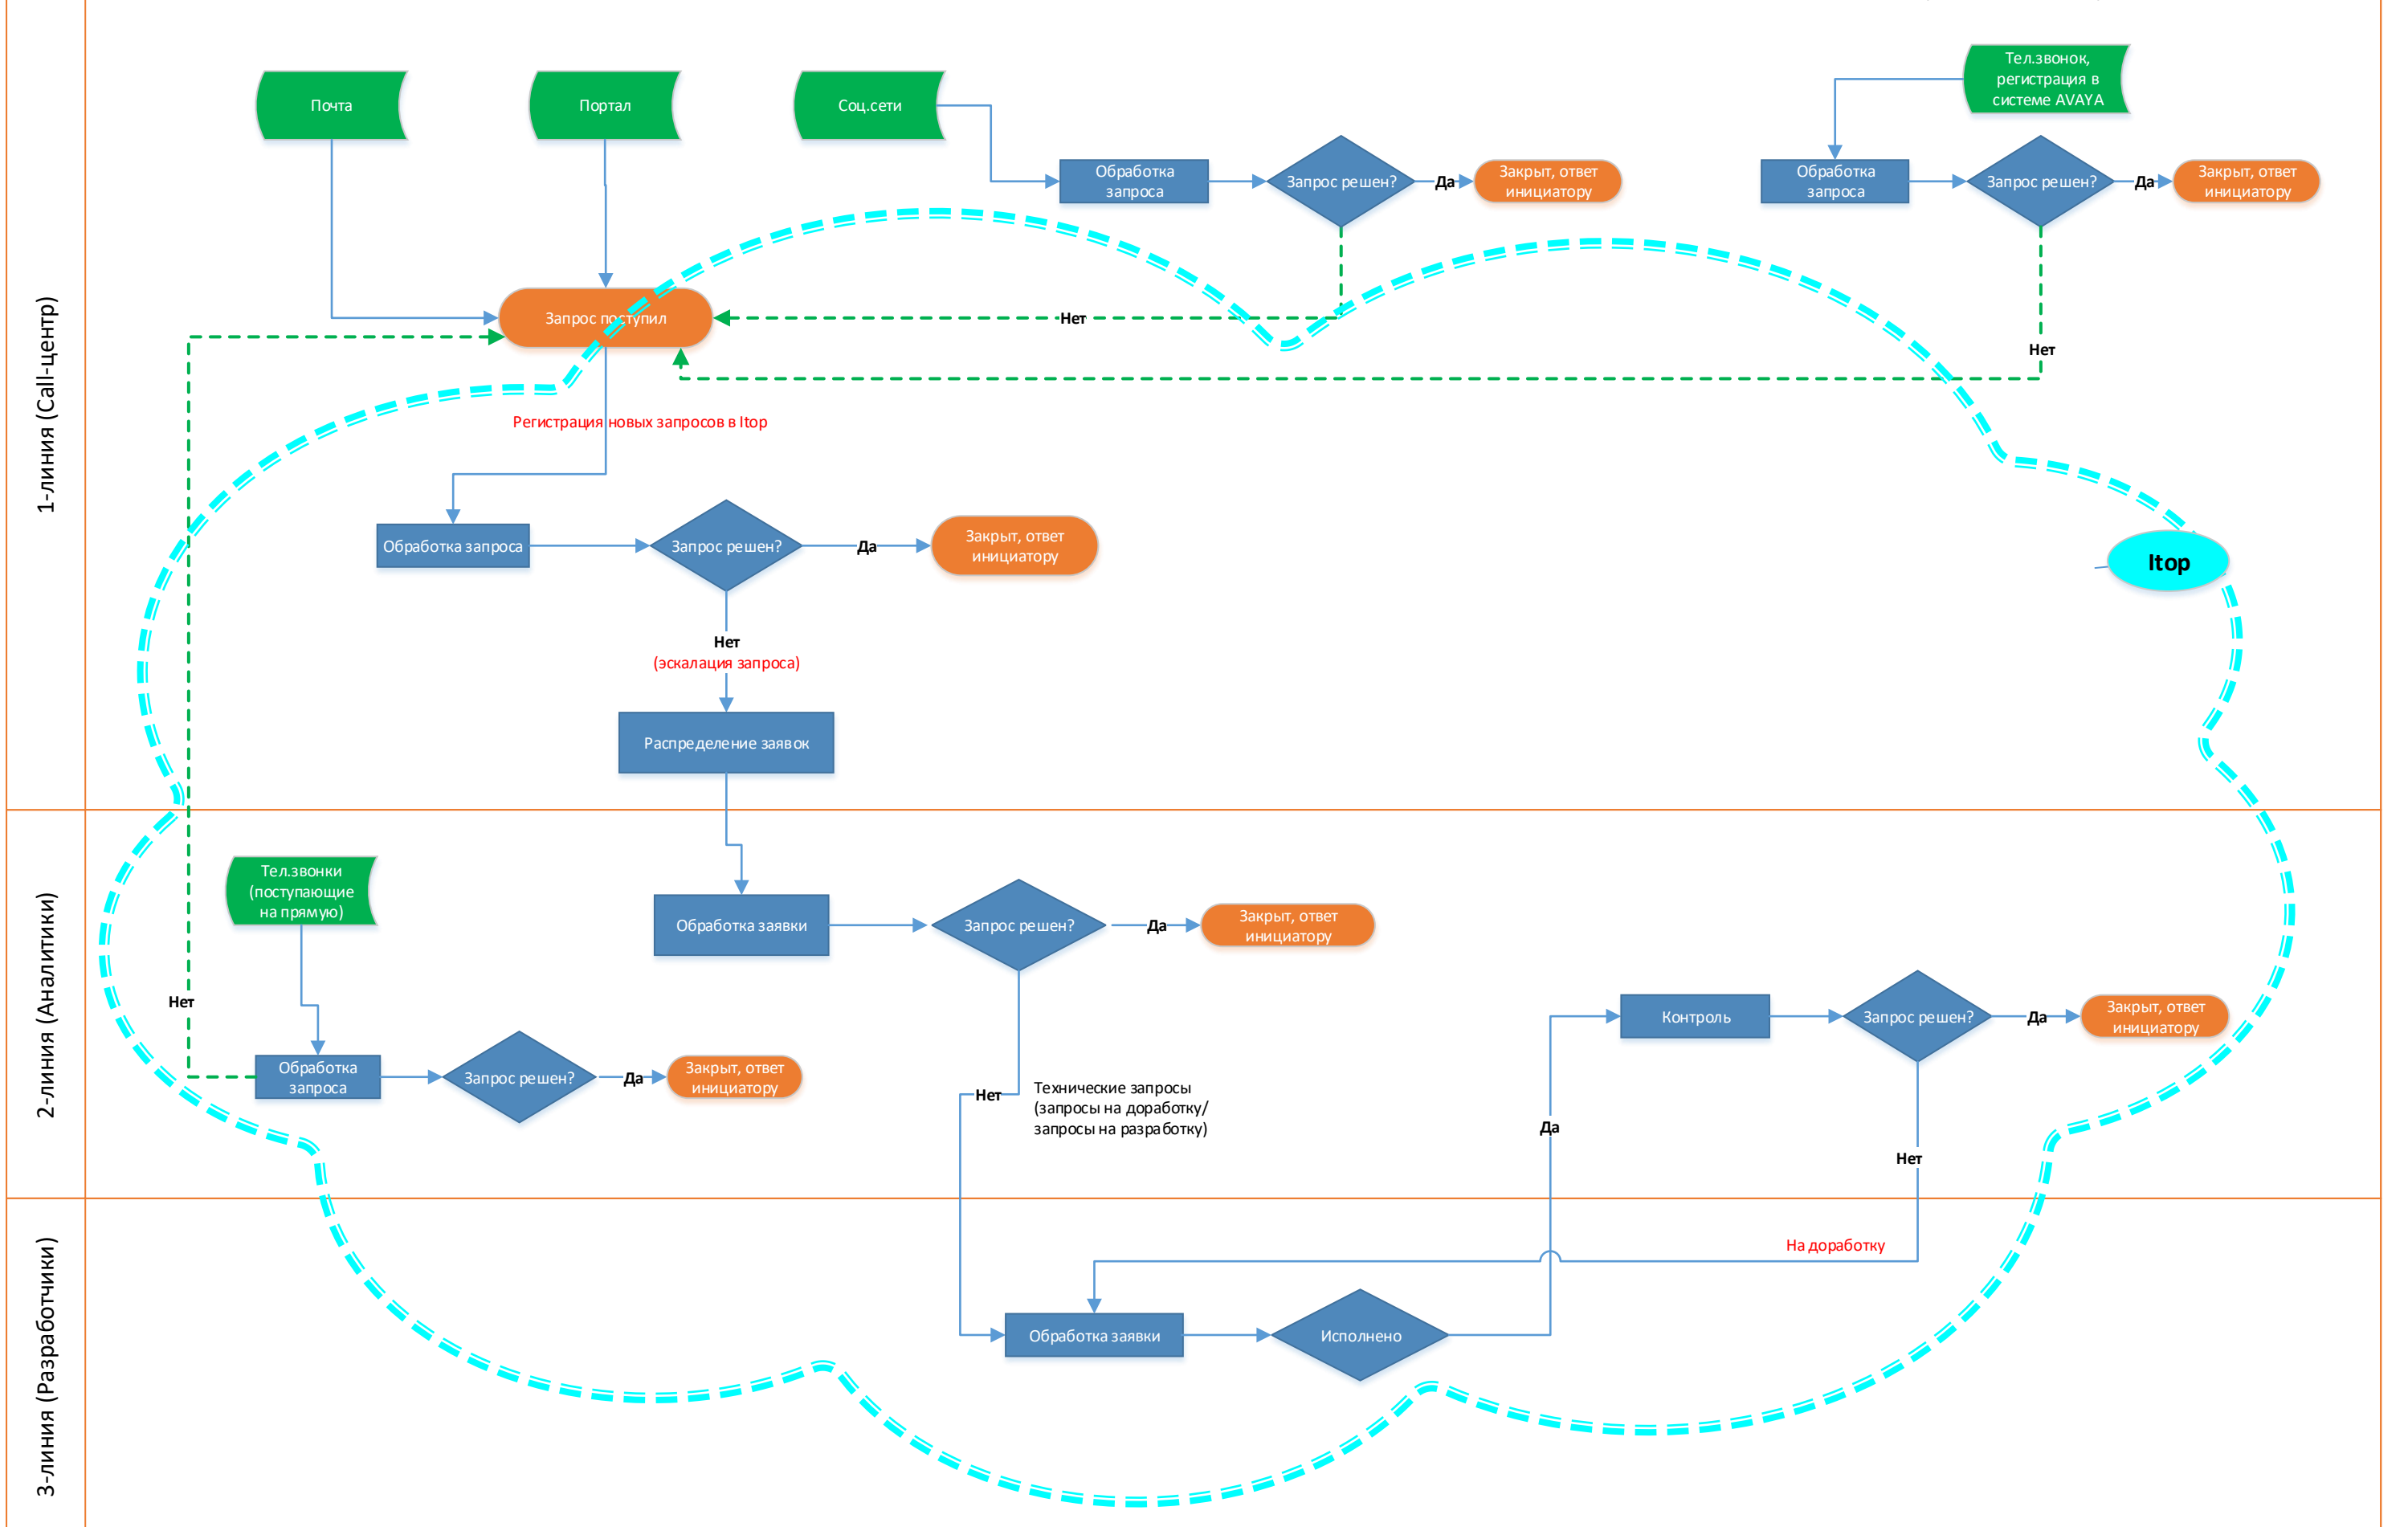 1-линия (Call-центр)
Почта
Портал
Соц.сети
Тел.звонок,
регистрация в
системе AVAYA
Обработка
запроса
Запрос решен?
Да
Закрыт, ответ
инициатору
Обработка
запроса
Запрос решен?
Да
Закрыт, ответ
инициатору
Запрос поступил
Нет
Нет
Регистрация новых запросов в Itop
Обработка запроса
Запрос решен?
Да
Закрыт, ответ
инициатору
Itop
Нет
(эскалация запроса)
Распределение заявок
2-линия (Аналитики)
Тел.звонки
(поступающие
на прямую)
Обработка заявки
Запрос решен?
Да
Закрыт, ответ
инициатору
Нет
Контроль
Запрос решен?
Да
Закрыт, ответ
инициатору
Обработка
запроса
Запрос решен?
Да
Закрыт, ответ
инициатору
Нет
Технические запросы
(запросы на доработку/
запросы на разработку)
Да
Нет
3-линия (Разработчики)
На доработку
Обработка заявки
Исполнено